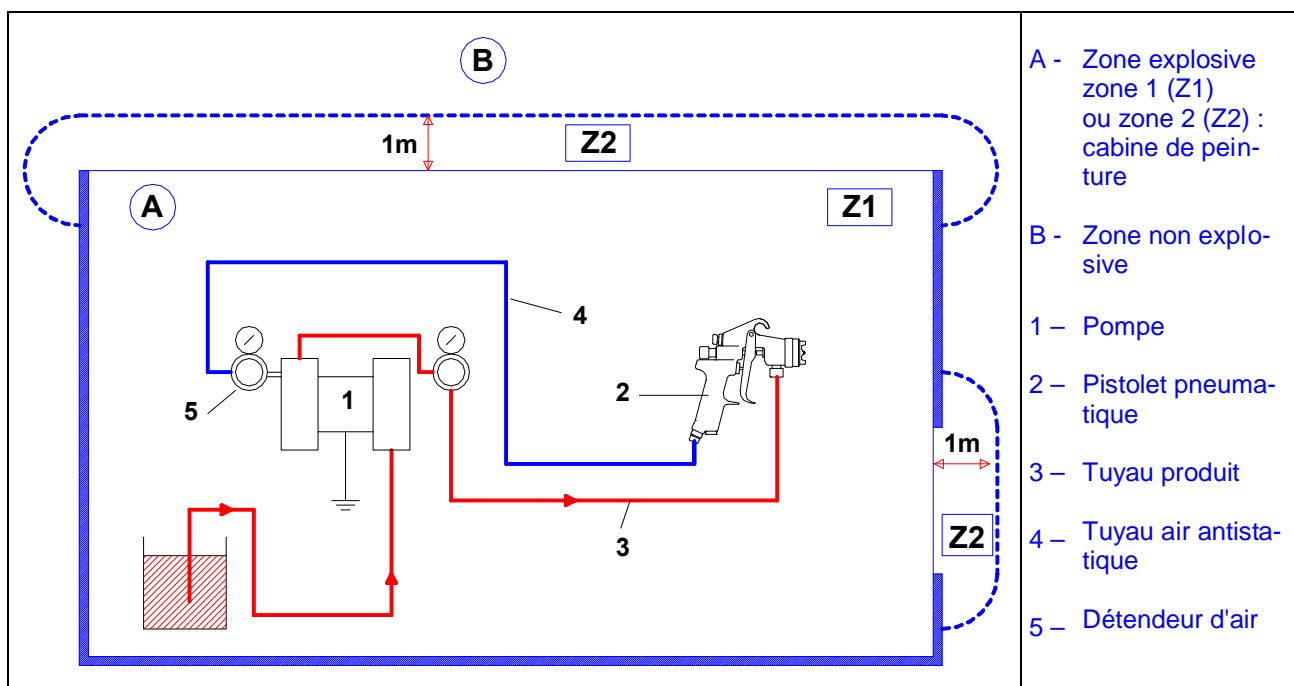 B
1m
Z2
A
Z1
4
5
1
2
1m
Z2
3
A - Zone explosive
zone 1 (Z1)
ou zone 2 (Z2) :
cabine de pein-
ture
B - Zone non explo-
sive
1 – Pompe
2 – Pistolet pneuma-
tique
3 – Tuyau produit
4 – Tuyau air antista-
tique
5 – Détendeur d'air